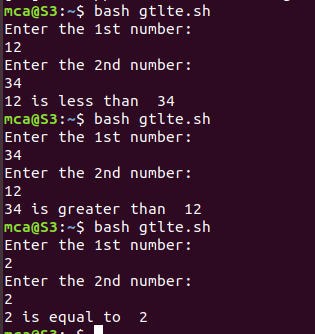 mca@S3:~$ bash gtlte.sh
Enter the 1st number:
12
Enter the 2nd number:
34
12 is less than  34
mca@S3:~$ bash gtlte.sh
Enter the 1st number:
34
Enter the 2nd number:
12
34 is greater than  12
mca@S3:~$ bash gtlte.sh
Enter the 1st number:
2
Enter the 2nd number:
2
2 is equal to  2
mca@S3:~$